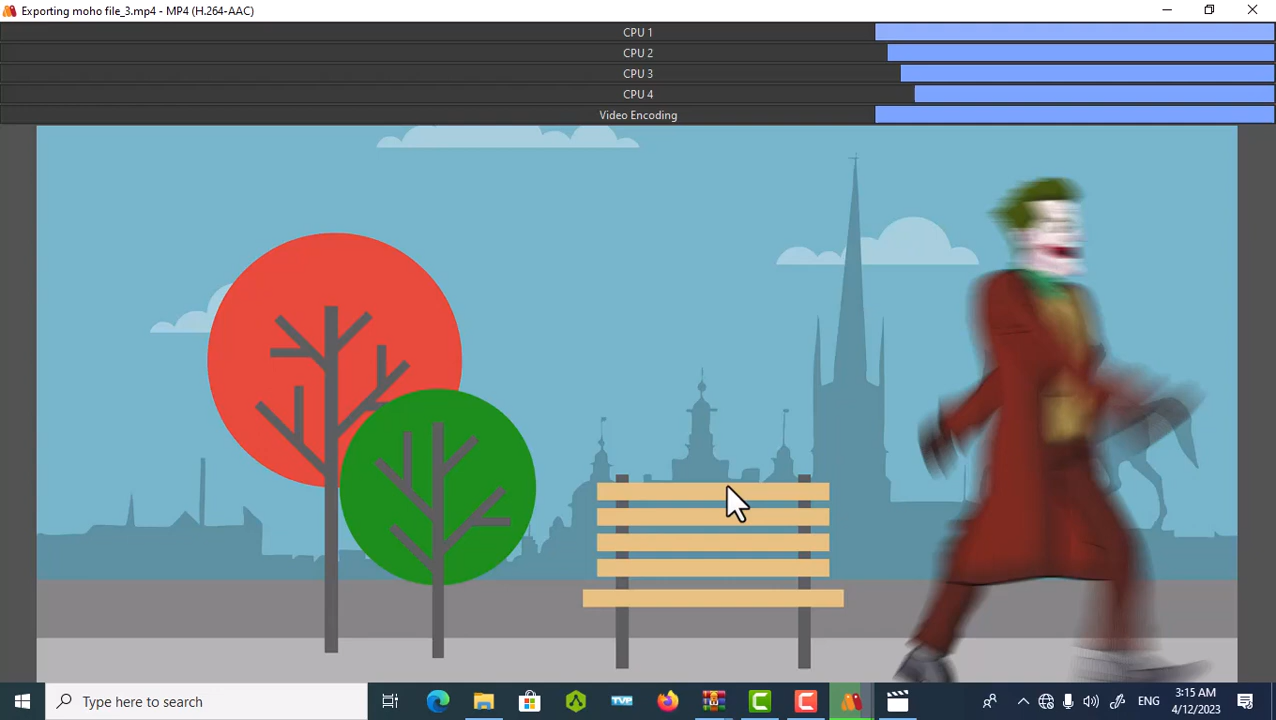 Exporting moho file_3.mp4 - MP4 (H.264-AAC)
CPU 1
CPU 2
CPU 3
CPU 4
Video Encoding
Type here to search
TVP
ENG
3:15 AM
4/12/2023